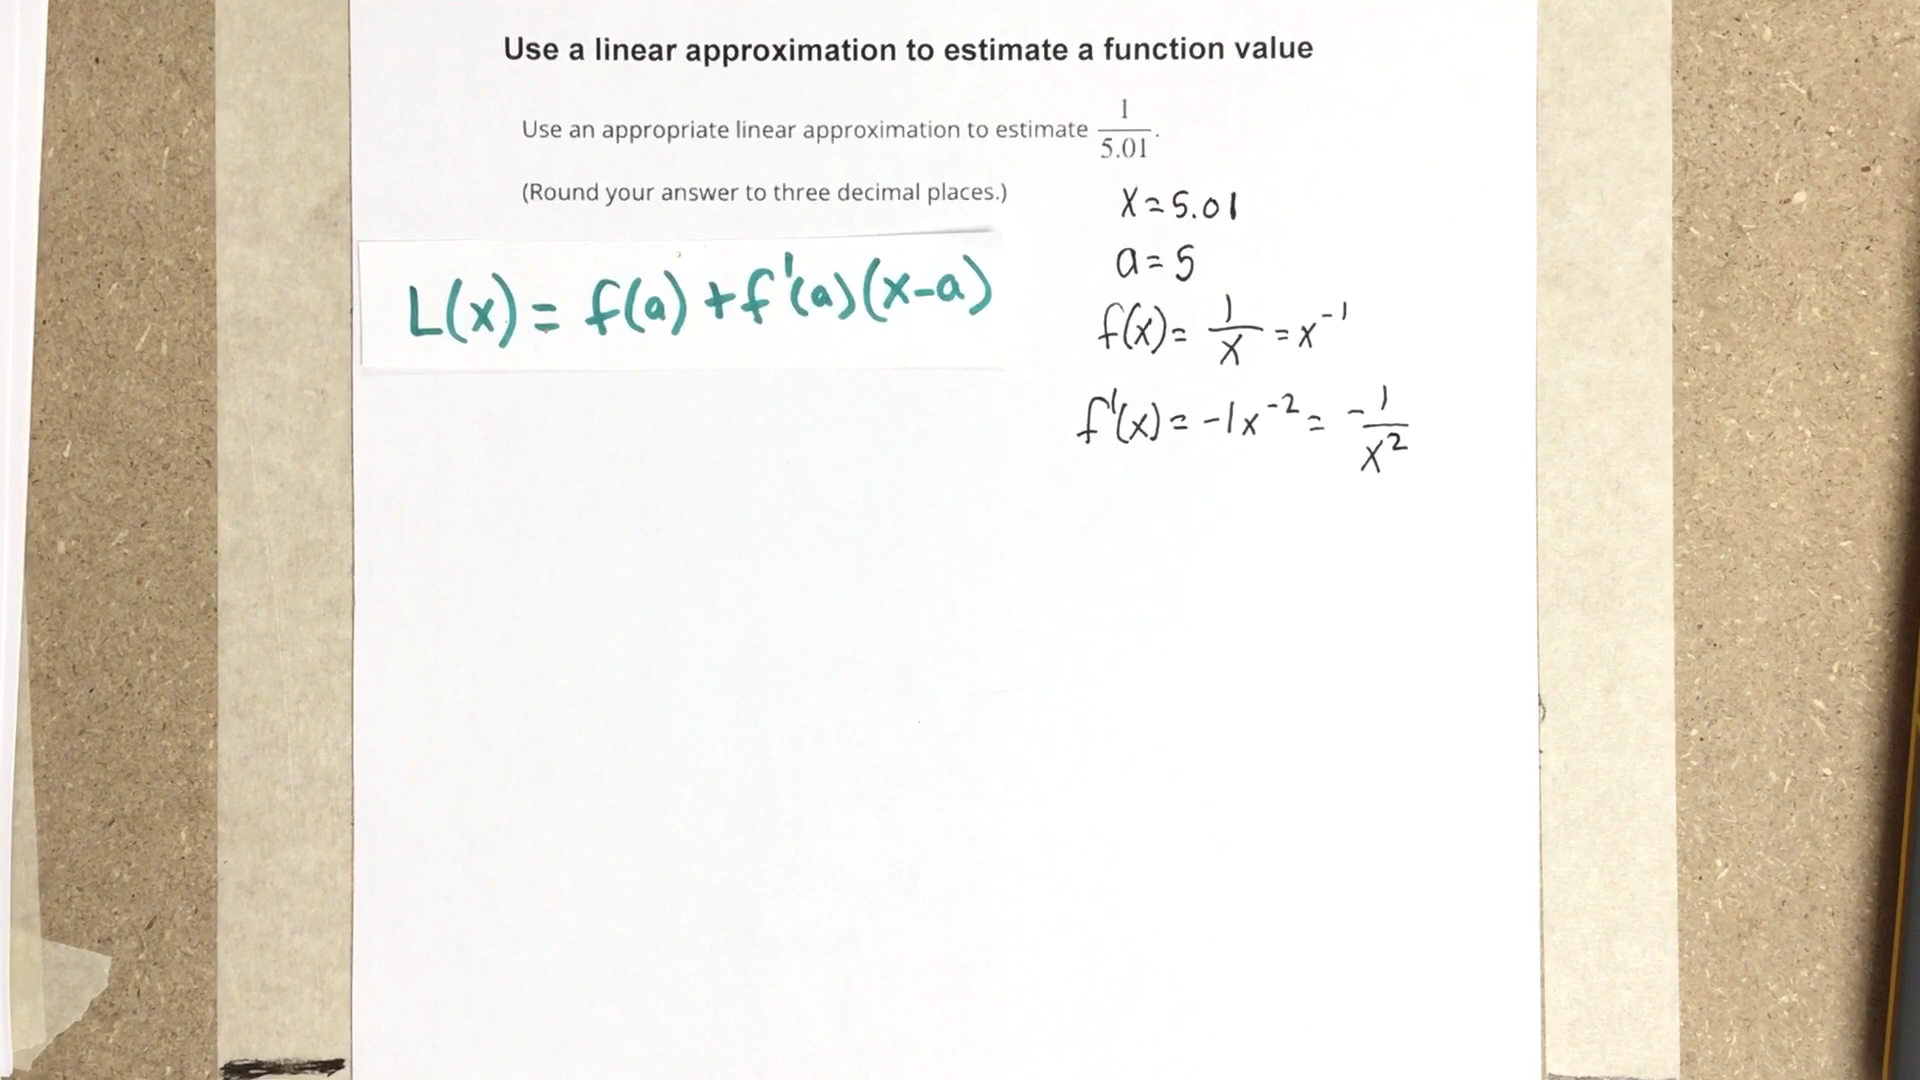 Use a linear approximation to estimate a function value
Use an appropriate linear approximation to estimate 1/5.01.
(Round your answer to three decimal places.)
x = 5.01
a = 5
L(x) = f(a) + f'(a)(x-a)
f(x) = 1/x = x^-1
f'(x) = -1x^-2 = -1/x^2